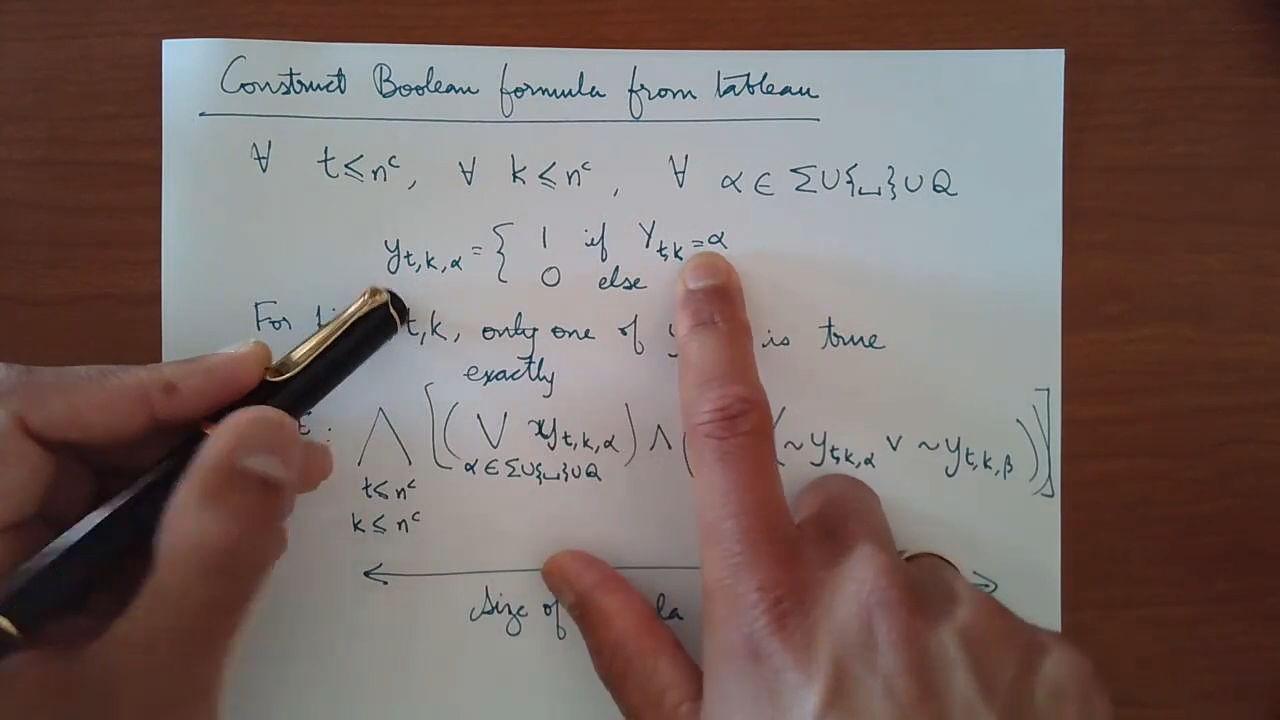 Construct Boolean formula from tableau
∀ t≤n^c, ∀ k≤n^c, ∀ α∈ Σ∪{␣}∪Q
y_{t,k,α} = { 1 if Y_{t,k}=α
0 else
For t,k, only one of is true
exactly
: ∧ [( ∨ y_{t,k,α} ) ∧ ( (~y_{t,k,α} ∨ ~y_{t,k,β}))]
α∈Σ∪{␣}∪Q
t≤n^c
k≤n^c
Size of